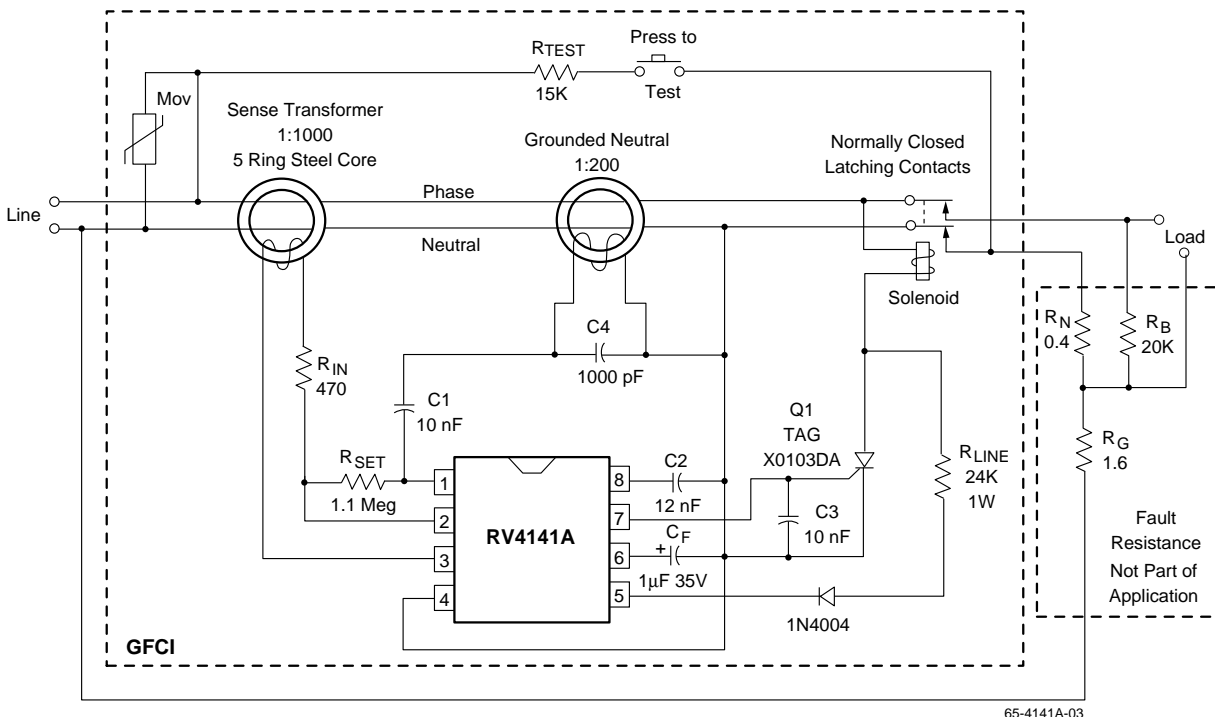 RTEST
15K
Press to
Test
Mov
Sense Transformer
1:1000
5 Ring Steel Core
Grounded Neutral
1:200
Normally Closed
Latching Contacts
Line
Phase
Neutral
Load
Solenoid
RIN
470
C4
1000 pF
C1
10 nF
RN
0.4
RB
20K
RG
1.6
Q1
TAG
X0103DA
RLINE
24K
1W
RSET
1.1 Meg
RV4141A
1
2
3
4
8
7
6
5
C2
12 nF
C3
10 nF
+
CF
1µF 35V
1N4004
Fault
Resistance
Not Part of
Application
GFCI
65-4141A-03